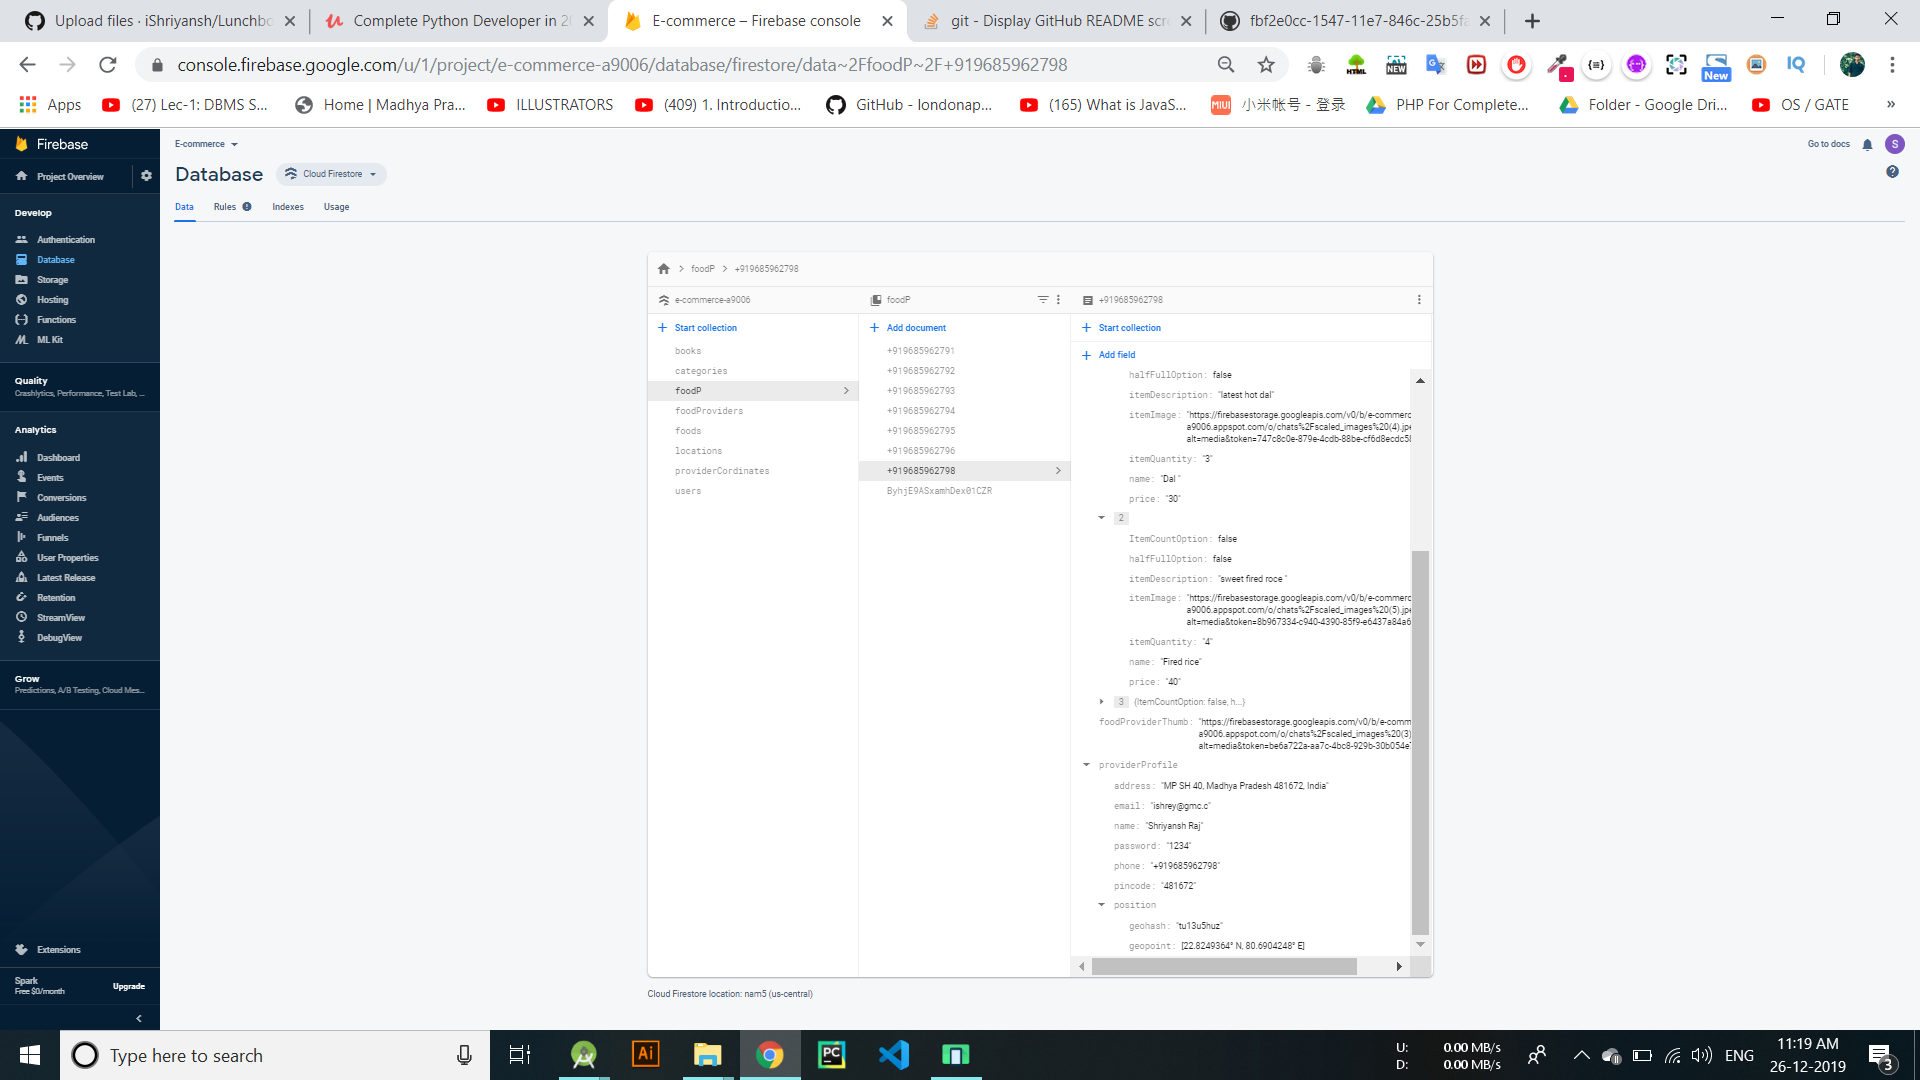 Upload files · iShriyansh/Lunchbo
Complete Python Developer in 20
E-commerce – Firebase console
git - Display GitHub README scre
fbf2e0cc-1547-11e7-846c-25b5fa
console.firebase.google.com/u/1/project/e-commerce-a9006/database/firestore/data~2FfoodP~2F+919685962798
Apps
(27) Lec-1: DBMS S...
Home | Madhya Pra...
ILLUSTRATORS
(409) 1. Introductio...
GitHub - londonap...
(165) What is JavaS...
小米帐号 - 登录
PHP For Complete...
Folder - Google Dri...
OS / GATE
Firebase
Project Overview
Develop
Authentication
Database
Storage
Hosting
Functions
ML Kit
Quality
Crashlytics, Performance, Test Lab, ...
Analytics
Dashboard
Events
Conversions
Audiences
Funnels
User Properties
Latest Release
Retention
StreamView
DebugView
Grow
Predictions, A/B Testing, Cloud Mes...
Extensions
Spark
Free $0/month
Upgrade
E-commerce
Go to docs
S
Database
Cloud Firestore
Data
Rules
Indexes
Usage
foodP
+919685962798
e-commerce-a9006
foodP
+919685962798
Start collection
books
categories
foodP
foodProviders
foods
locations
providerCordinates
users
Add document
+919685962791
+919685962792
+919685962793
+919685962794
+919685962795
+919685962796
+919685962798
ByhjE9ASxamhDex01CZR
Start collection
Add field
halfFullOption: false
itemDescription: "latest hot dal"
itemImage: "https://firebasestorage.googleapis.com/v0/b/e-commerc
a9006.appspot.com/o/chats%2Fscaled_images%20(4).jpe
alt=media&token=747c8c0e-879e-4cdb-88be-cf6d8ecdc5
itemQuantity: "3"
name: "Dal "
price: "30"
2
ItemCountOption: false
halfFullOption: false
itemDescription: "sweet fired roce "
itemImage: "https://firebasestorage.googleapis.com/v0/b/e-commerc
a9006.appspot.com/o/chats%2Fscaled_images%20(5).jpe
alt=media&token=8b967334-c940-4390-85f9-e6437a84a6
itemQuantity: "4"
name: "Fired rice"
price: "40"
3 {ItemCountOption: false, h...}
foodProviderThumb: "https://firebasestorage.googleapis.com/v0/b/e-comm
a9006.appspot.com/o/chats%2Fscaled_images%20(3)
alt=media&token=be6a722a-aa7c-4bc8-929b-30b054e
providerProfile
address: "MP SH 40, Madhya Pradesh 481672, India"
email: "ishrey@gmc.c"
name: "Shriyansh Raj"
password: "1234"
phone: "+919685962798"
pincode: "481672"
position
geohash: "tu13u5huz"
geopoint: [22.8249364° N, 80.6904248° E]
Cloud Firestore location: nam5 (us-central)
Type here to search
U: 0.00 MB/s
D: 0.00 MB/s
ENG
11:19 AM
26-12-2019
3